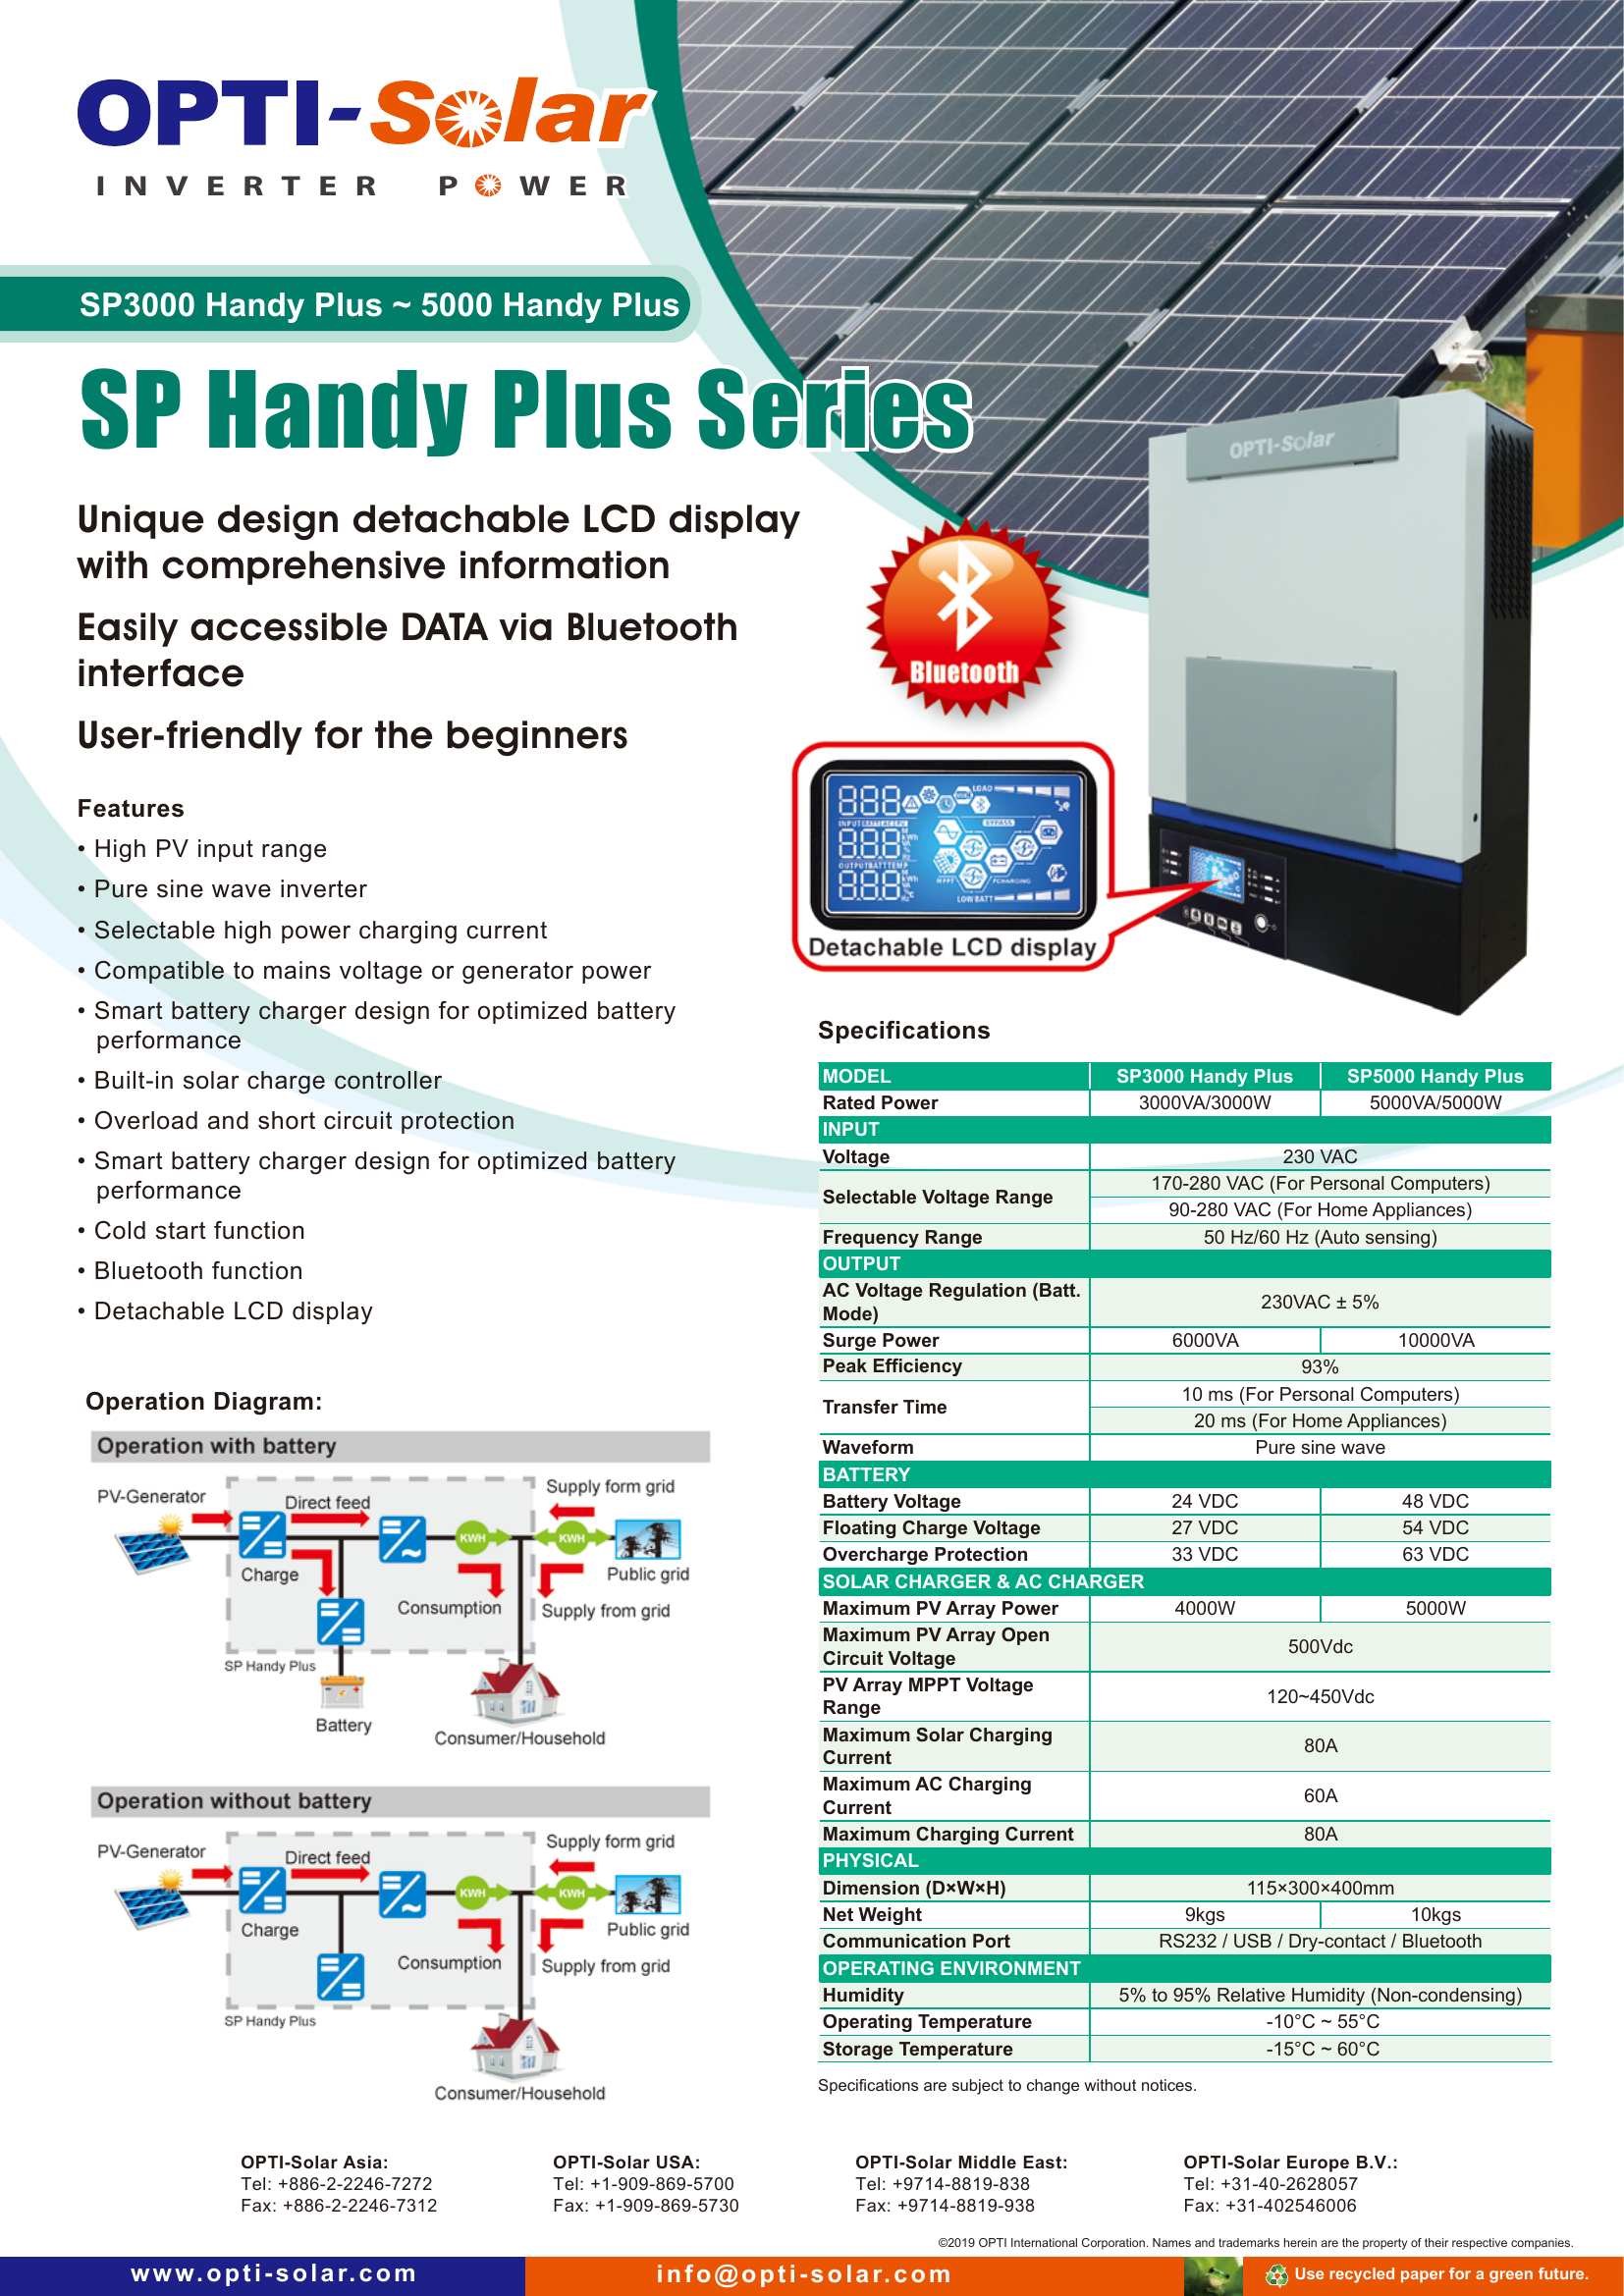 OPTI-Solar
INVERTER POWER
SP3000 Handy Plus ~ 5000 Handy Plus
SP Handy Plus Series
OPTI-Solar
Unique design detachable LCD display
with comprehensive information
Easily accessible DATA via Bluetooth
interface
User-friendly for the beginners
Bluetooth
LOAD
BYPASS
INPUT BATT AC PV
OUTPUT BATT TEMP
MPPT
CHARGING
LOW BATT
Detachable LCD display
Features
• High PV input range
• Pure sine wave inverter
• Selectable high power charging current
• Compatible to mains voltage or generator power
• Smart battery charger design for optimized battery
performance
• Built-in solar charge controller
• Overload and short circuit protection
• Smart battery charger design for optimized battery
performance
• Cold start function
• Bluetooth function
• Detachable LCD display
Operation Diagram:
Operation with battery
PV-Generator
Direct feed
Supply form grid
KWH
KWH
Charge
Public grid
Consumption
Supply from grid
SP Handy Plus
Battery
Consumer/Household
Operation without battery
PV-Generator
Direct feed
Supply form grid
KWH
KWH
Charge
Public grid
Consumption
Supply from grid
SP Handy Plus
Consumer/Household
Specifications
MODEL SP3000 Handy Plus SP5000 Handy Plus
Rated Power 3000VA/3000W 5000VA/5000W
INPUT
Voltage 230 VAC
Selectable Voltage Range 170-280 VAC (For Personal Computers)
90-280 VAC (For Home Appliances)
Frequency Range 50 Hz/60 Hz (Auto sensing)
OUTPUT
AC Voltage Regulation (Batt.
Mode) 230VAC ± 5%
Surge Power 6000VA 10000VA
Peak Efficiency 93%
Transfer Time 10 ms (For Personal Computers)
20 ms (For Home Appliances)
Waveform Pure sine wave
BATTERY
Battery Voltage 24 VDC 48 VDC
Floating Charge Voltage 27 VDC 54 VDC
Overcharge Protection 33 VDC 63 VDC
SOLAR CHARGER & AC CHARGER
Maximum PV Array Power 4000W 5000W
Maximum PV Array Open
Circuit Voltage 500Vdc
PV Array MPPT Voltage
Range 120~450Vdc
Maximum Solar Charging
Current 80A
Maximum AC Charging
Current 60A
Maximum Charging Current 80A
PHYSICAL
Dimension (D×W×H) 115×300×400mm
Net Weight 9kgs 10kgs
Communication Port RS232 / USB / Dry-contact / Bluetooth
OPERATING ENVIRONMENT
Humidity 5% to 95% Relative Humidity (Non-condensing)
Operating Temperature -10°C ~ 55°C
Storage Temperature -15°C ~ 60°C
Specifications are subject to change without notices.
OPTI-Solar Asia:
Tel: +886-2-2246-7272
Fax: +886-2-2246-7312
OPTI-Solar USA:
Tel: +1-909-869-5700
Fax: +1-909-869-5730
OPTI-Solar Middle East:
Tel: +9714-8819-838
Fax: +9714-8819-938
OPTI-Solar Europe B.V.:
Tel: +31-40-2628057
Fax: +31-402546006
©2019 OPTI International Corporation. Names and trademarks herein are the property of their respective companies.
www.opti-solar.com
info@opti-solar.com
Use recycled paper for a green future.